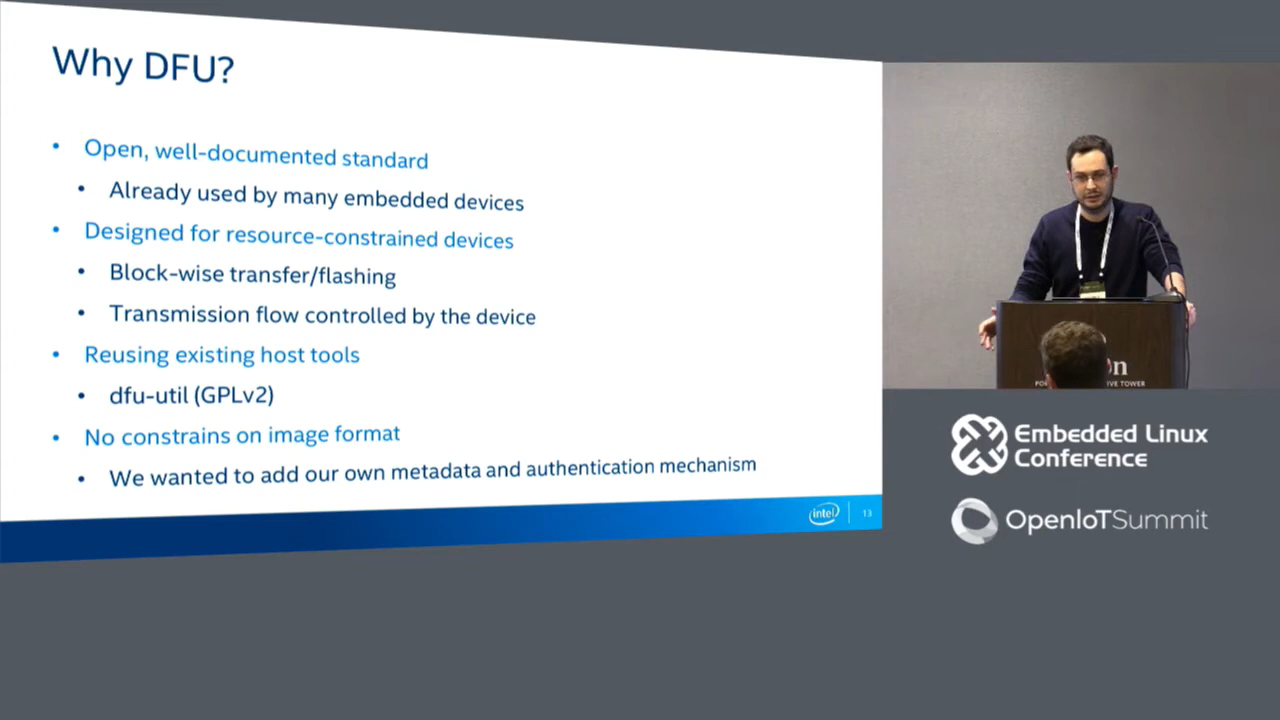 Why DFU?
• Open, well-documented standard
• Already used by many embedded devices
• Designed for resource-constrained devices
• Block-wise transfer/flashing
• Transmission flow controlled by the device
• Reusing existing host tools
• dfu-util (GPLv2)
• No constrains on image format
• We wanted to add our own metadata and authentication mechanism
intel
13
TOWER
Embedded Linux
Conference
OpenIoTSummit